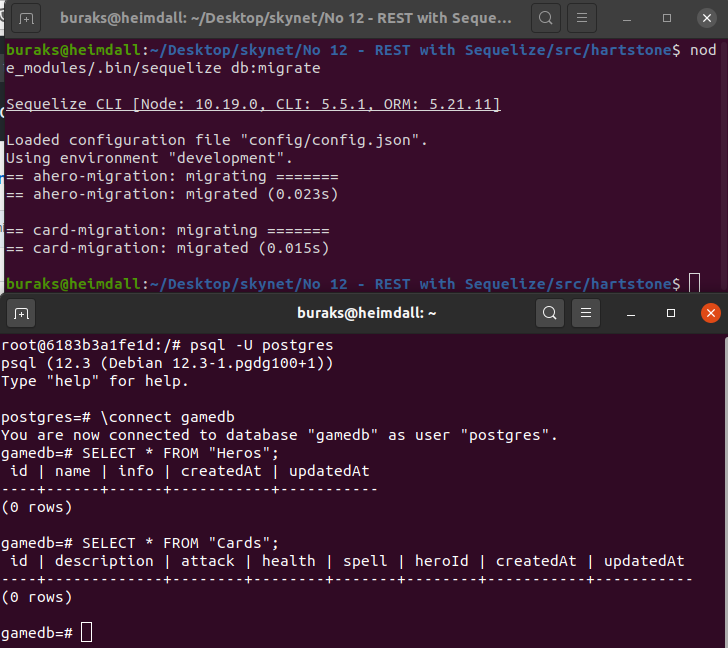 buraks@heimdall: ~/Desktop/skynet/No 12 - REST with Seque...
buraks@heimdall:~/Desktop/skynet/No 12 - REST with Sequelize/src/hartstone$ nod
e_modules/.bin/sequelize db:migrate
Sequelize CLI [Node: 10.19.0, CLI: 5.5.1, ORM: 5.21.11]
Loaded configuration file "config/config.json".
Using environment "development".
== ahero-migration: migrating =======
== ahero-migration: migrated (0.023s)
== card-migration: migrating =======
== card-migration: migrated (0.015s)
buraks@heimdall:~/Desktop/skynet/No 12 - REST with Sequelize/src/hartstone$
buraks@heimdall: ~
root@6183b3a1fe1d:/# psql -U postgres
psql (12.3 (Debian 12.3-1.pgdg100+1))
Type "help" for help.
postgres=# \connect gamedb
You are now connected to database "gamedb" as user "postgres".
gamedb=# SELECT * FROM "Heros";
id | name | info | createdAt | updatedAt
----+------+------+-----------+-----------
(0 rows)
gamedb=# SELECT * FROM "Cards";
id | description | attack | health | spell | heroId | createdAt | updatedAt
----+-------------+--------+--------+-------+--------+-----------+-----------
(0 rows)
gamedb=#